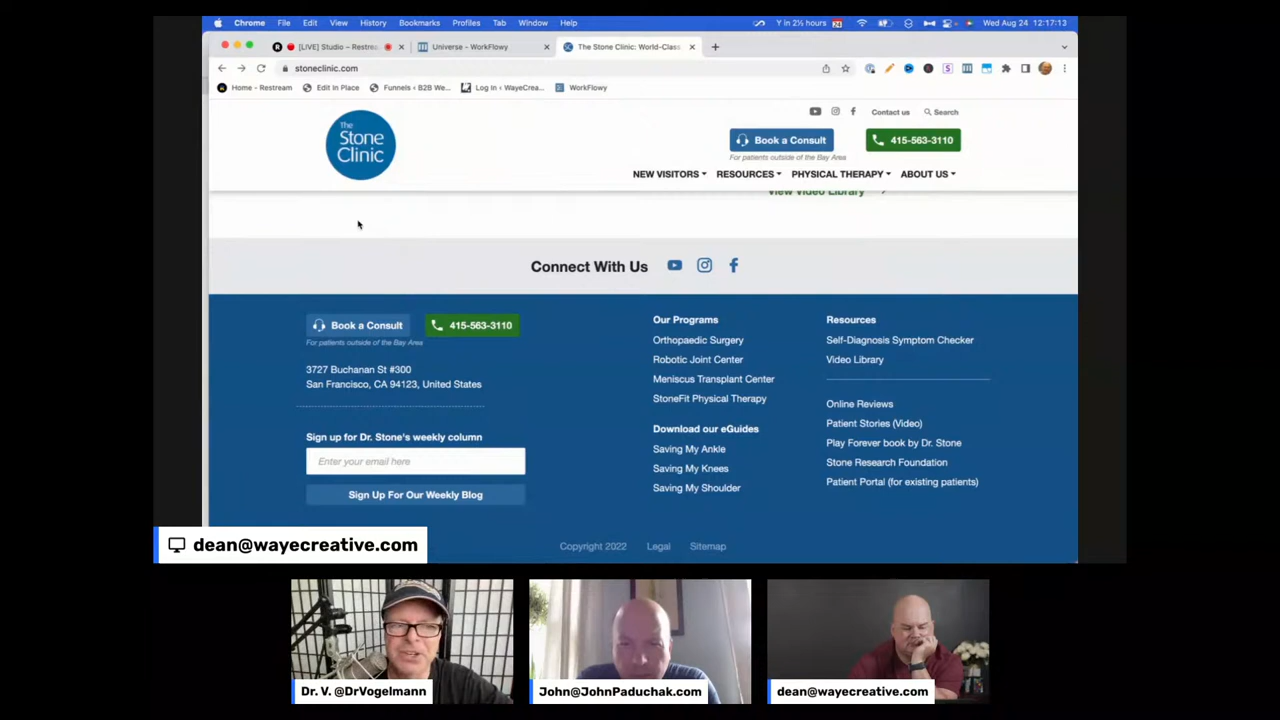 Chrome File Edit View History Bookmarks Profiles Tab Window Help
Y in 2½ hours 24 Wed Aug 24 12:17:13
[LIVE] Studio – Restrea
Universe - WorkFlowy
The Stone Clinic: World-Class
stoneclinic.com
Home - Restream
Edit In Place
Funnels ‹ B2B We...
Log In ‹ WayeCrea...
WorkFlowy
The
Stone
Clinic
Contact us
Search
Book a Consult
415-563-3110
For patients outside of the Bay Area
NEW VISITORS
RESOURCES
PHYSICAL THERAPY
ABOUT US
View Video Library
Connect With Us
Book a Consult
415-563-3110
For patients outside of the Bay Area
3727 Buchanan St #300
San Francisco, CA 94123, United States
Sign up for Dr. Stone's weekly column
Enter your email here
Sign Up For Our Weekly Blog
Our Programs
Orthopaedic Surgery
Robotic Joint Center
Meniscus Transplant Center
StoneFit Physical Therapy
Download our eGuides
Saving My Ankle
Saving My Knees
Saving My Shoulder
Resources
Self-Diagnosis Symptom Checker
Video Library
Online Reviews
Patient Stories (Video)
Play Forever book by Dr. Stone
Stone Research Foundation
Patient Portal (for existing patients)
Copyright 2022
Legal
Sitemap
dean@wayecreative.com
Dr. V. @DrVogelmann
John@JohnPaduchak.com
dean@wayecreative.com